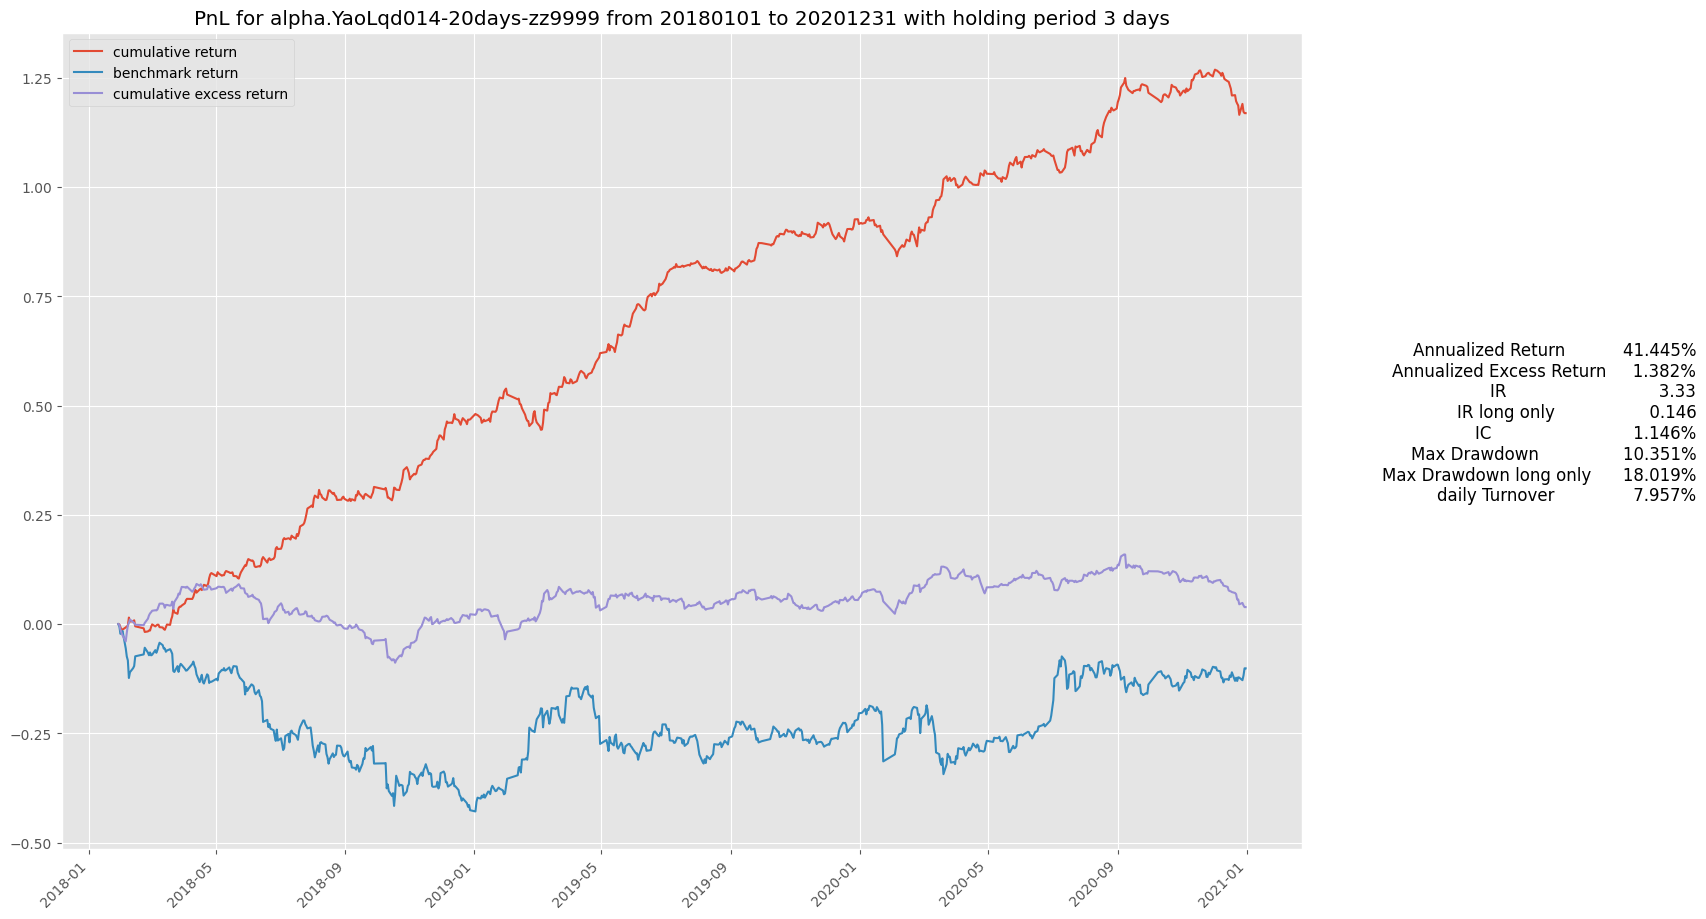 PnL for alpha.YaoLqd014-20days-zz9999 from 20180101 to 20201231 with holding period 3 days
cumulative return
benchmark return
cumulative excess return
1.25
1.00
0.75
0.50
0.25
0.00
−0.25
−0.50
2018-01
2018-05
2018-09
2019-01
2019-05
2019-09
2020-01
2020-05
2020-09
2021-01
Annualized Return 41.445%
Annualized Excess Return 1.382%
IR 3.33
IR long only 0.146
IC 1.146%
Max Drawdown 10.351%
Max Drawdown long only 18.019%
daily Turnover 7.957%